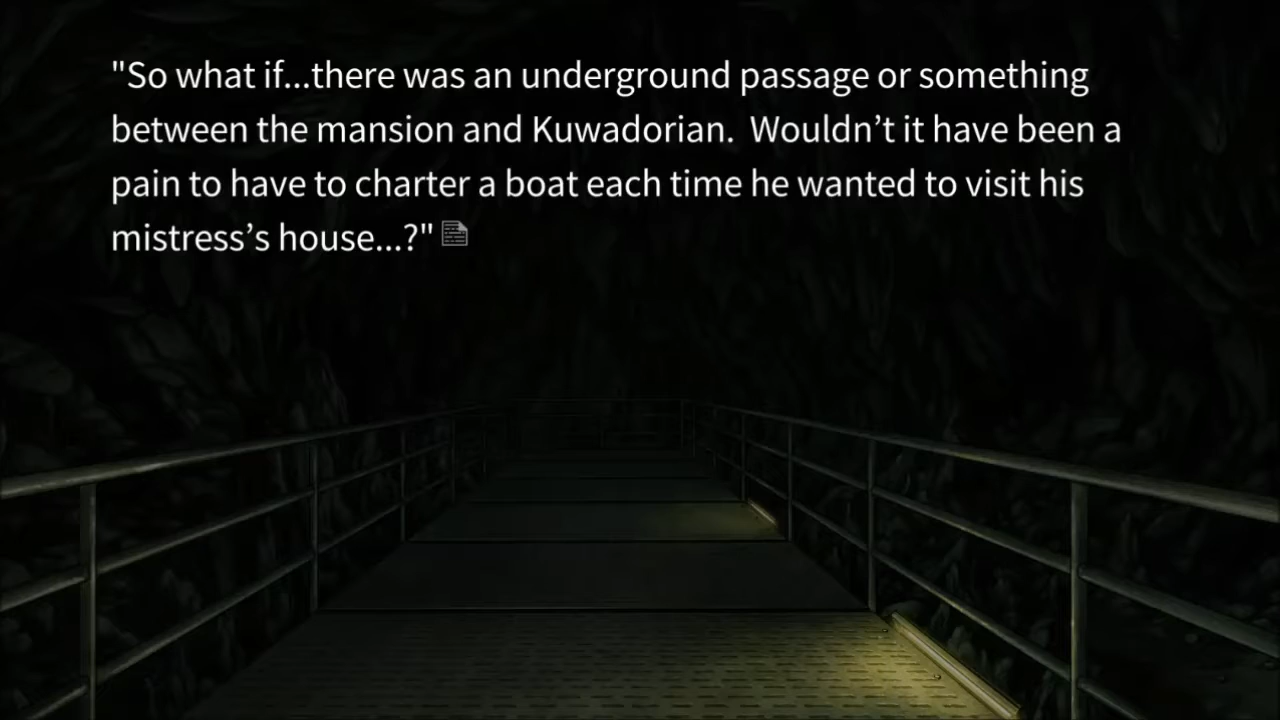 "So what if...there was an underground passage or something
between the mansion and Kuwadorian.  Wouldn’t it have been a
pain to have to charter a boat each time he wanted to visit his
mistress’s house...?"